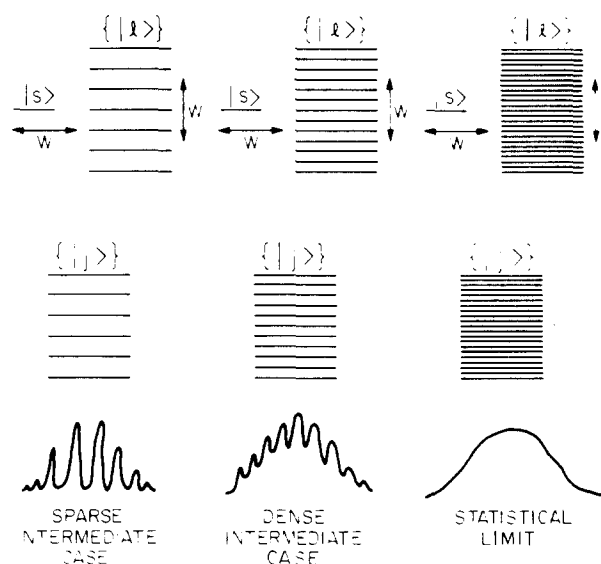 {|ℓ>} {|ℓ>} {|ℓ>}
|S> |S> |S>
W W
W W W
{|j>} {|j>} {|j>}
SPARSE DENSE STATISTICAL
INTERMEDIATE INTERMEDIATE LIMIT
CASE CASE